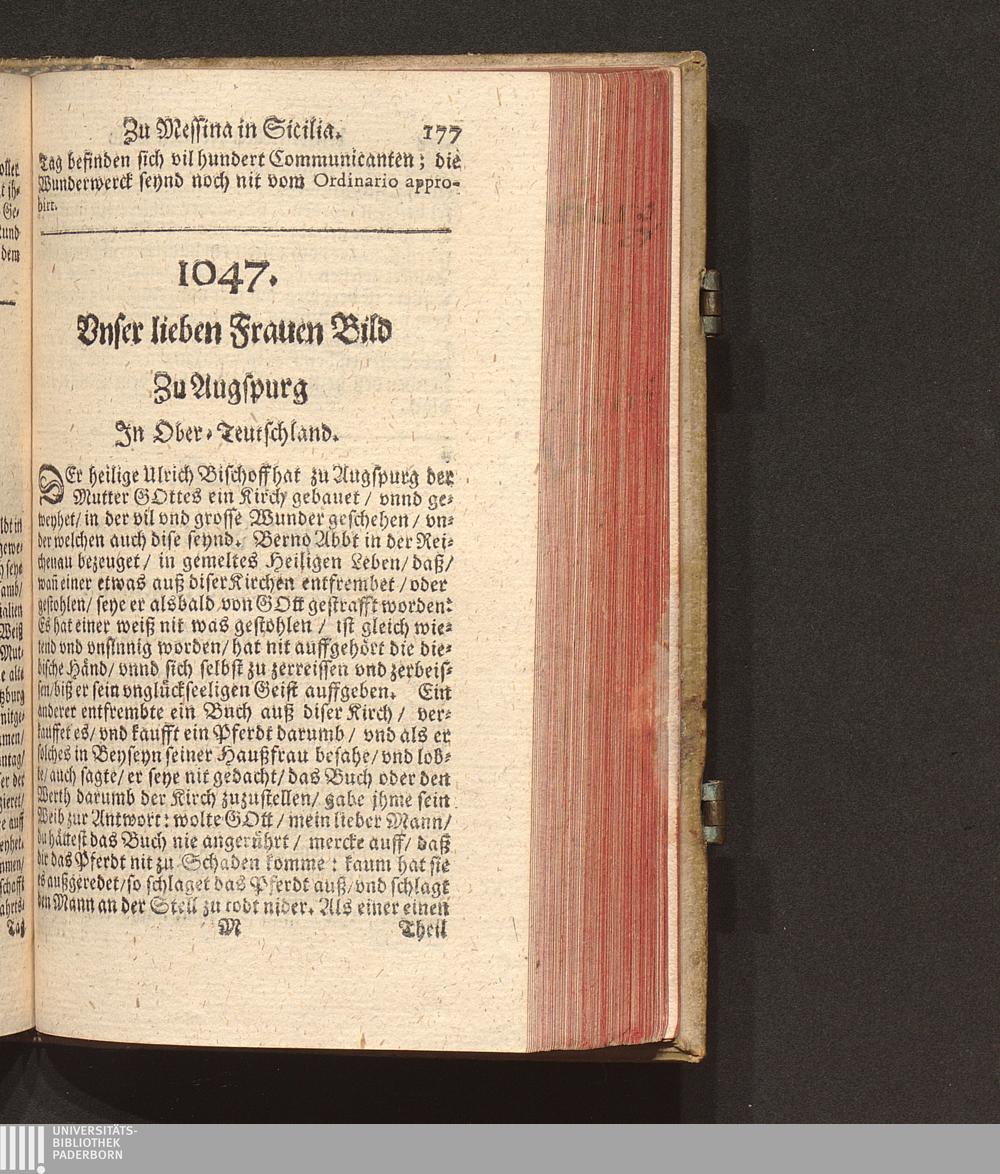 Zu Messina in Sicilia. 177
Tag befinden sich vil hundert Communicanten; die
Wunderwerck seynd noch nit vom Ordinario appro-
birt.
1047.
Vnser lieben Frauen Bild
Zu Augspurg
In Ober-Teutschland.
DEr heilige Ulrich Bischoff hat zu Augspurg der
Mutter GOttes ein Kirch gebauet / vnnd ge-
weyhet/ in der vil vnd grosse Wunder geschehen / vn-
der welchen auch dise seynd. Berno Abbt in der Rei-
chenau bezeuget / in gemeltes Heiligen Leben/ daß/
wañ einer etwas auß diser Kirchen entfrembet / oder
gestohlen/ seye er alsbald von GOtt gestrafft worden:
Es hat einer weiß nit was gestohlen / ist gleich wie-
tend vnd vnsinnig worden/ hat nit auffgehört die die-
bische Händ/ vnnd sich selbst zu zerreissen vnd zerbeis-
sen/biß er sein vnglückseeligen Geist auffgeben. Ein
anderer entfrembte ein Buch auß diser Kirch / ver-
kauffet es/ vnd kaufft ein Pferdt darumb / vnd als er
solches in Beyseyn seiner Haußfrau besahe/ vnd lob-
te/ auch sagte/ er seye nit gedacht/ das Buch oder den
Werth darumb der Kirch zuzustellen/ gabe jhme sein
Weib zur Antwort: wolte GOtt / mein lieber Mann/
du hättest das Buch nie angerührt / mercke auff/ daß
dir das Pferdt nit zu Schaden komme: kaum hat sie
es außgeredet/ so schlaget das Pferdt auß/ vnd schlagt
den Mann an der Stell zu todt nider. Als einer einen
M Theil
UNIVERSITÄTS-
BIBLIOTHEK
PADERBORN